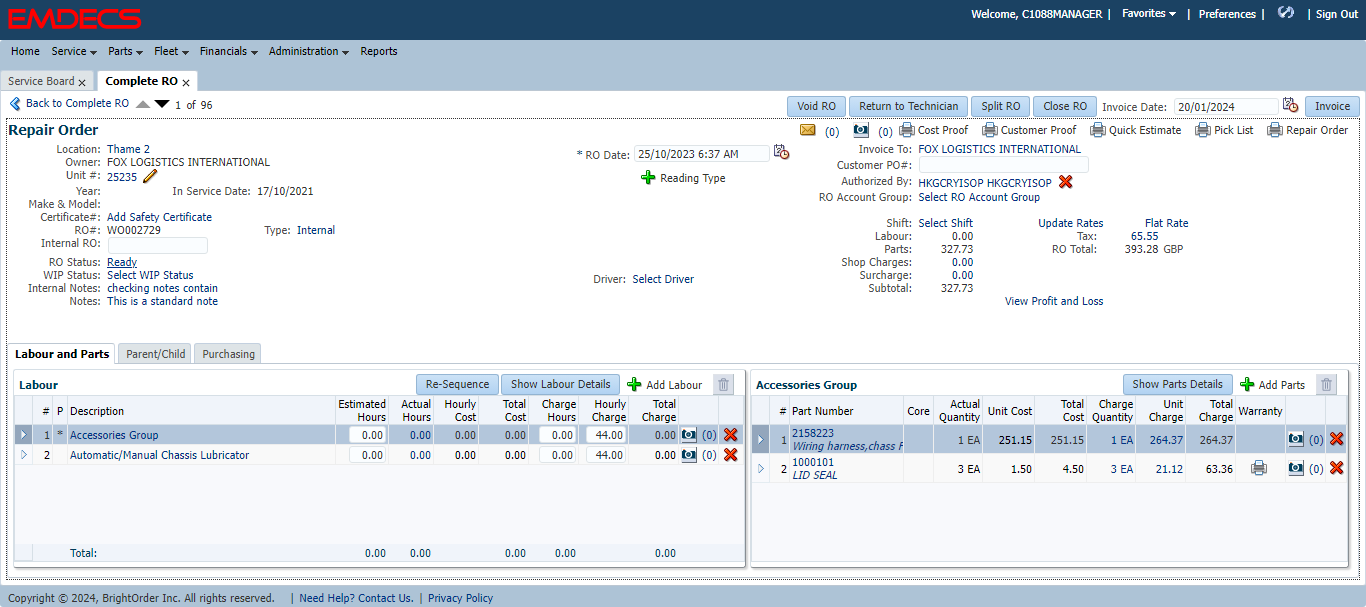 EMDECS
Welcome, C1088MANAGER | Favorites | Preferences | | Sign Out
Home Service Parts Fleet Financials Administration Reports
Service Board x Complete RO x
Back to Complete RO 1 of 96 Void RO Return to Technician Split RO Close RO Invoice Date: 20/01/2024 Invoice
Repair Order (0) (0) Cost Proof Customer Proof Quick Estimate Pick List Repair Order
Location: Thame 2 * RO Date: 25/10/2023 6:37 AM Invoice To: FOX LOGISTICS INTERNATIONAL
Owner: FOX LOGISTICS INTERNATIONAL Customer PO#:
Unit #: 25235 Reading Type Authorized By: HKGCRYISOP HKGCRYISOP
Year: In Service Date: 17/10/2021 RO Account Group: Select RO Account Group
Make & Model:
Certificate#: Add Safety Certificate Shift: Select Shift Update Rates Flat Rate
RO#: WO002729 Type: Internal Labour: 0.00 Tax: 65.55
Internal RO: Parts: 327.73 RO Total: 393.28 GBP
RO Status: Ready Shop Charges: 0.00
WIP Status: Select WIP Status Driver: Select Driver Surcharge: 0.00
Internal Notes: checking notes contain Subtotal: 327.73
Notes: This is a standard note View Profit and Loss
Labour and Parts Parent/Child Purchasing
Labour Re-Sequence Show Labour Details Add Labour
# P Description Estimated Hours Actual Hours Hourly Cost Total Cost Charge Hours Hourly Charge Total Charge
1 * Accessories Group 0.00 0.00 0.00 0.00 0.00 44.00 0.00 (0)
2 Automatic/Manual Chassis Lubricator 0.00 0.00 0.00 0.00 0.00 44.00 0.00 (0)
Total: 0.00 0.00 0.00 0.00 0.00
Accessories Group Show Parts Details Add Parts
# Part Number Core Actual Quantity Unit Cost Total Cost Charge Quantity Unit Charge Total Charge Warranty
1 2158223 1 EA 251.15 251.15 1 EA 264.37 264.37 (0)
Wiring harness,chass F
2 1000101 3 EA 1.50 4.50 3 EA 21.12 63.36 (0)
LID SEAL
Copyright © 2024, BrightOrder Inc. All rights reserved. | Need Help? Contact Us. | Privacy Policy